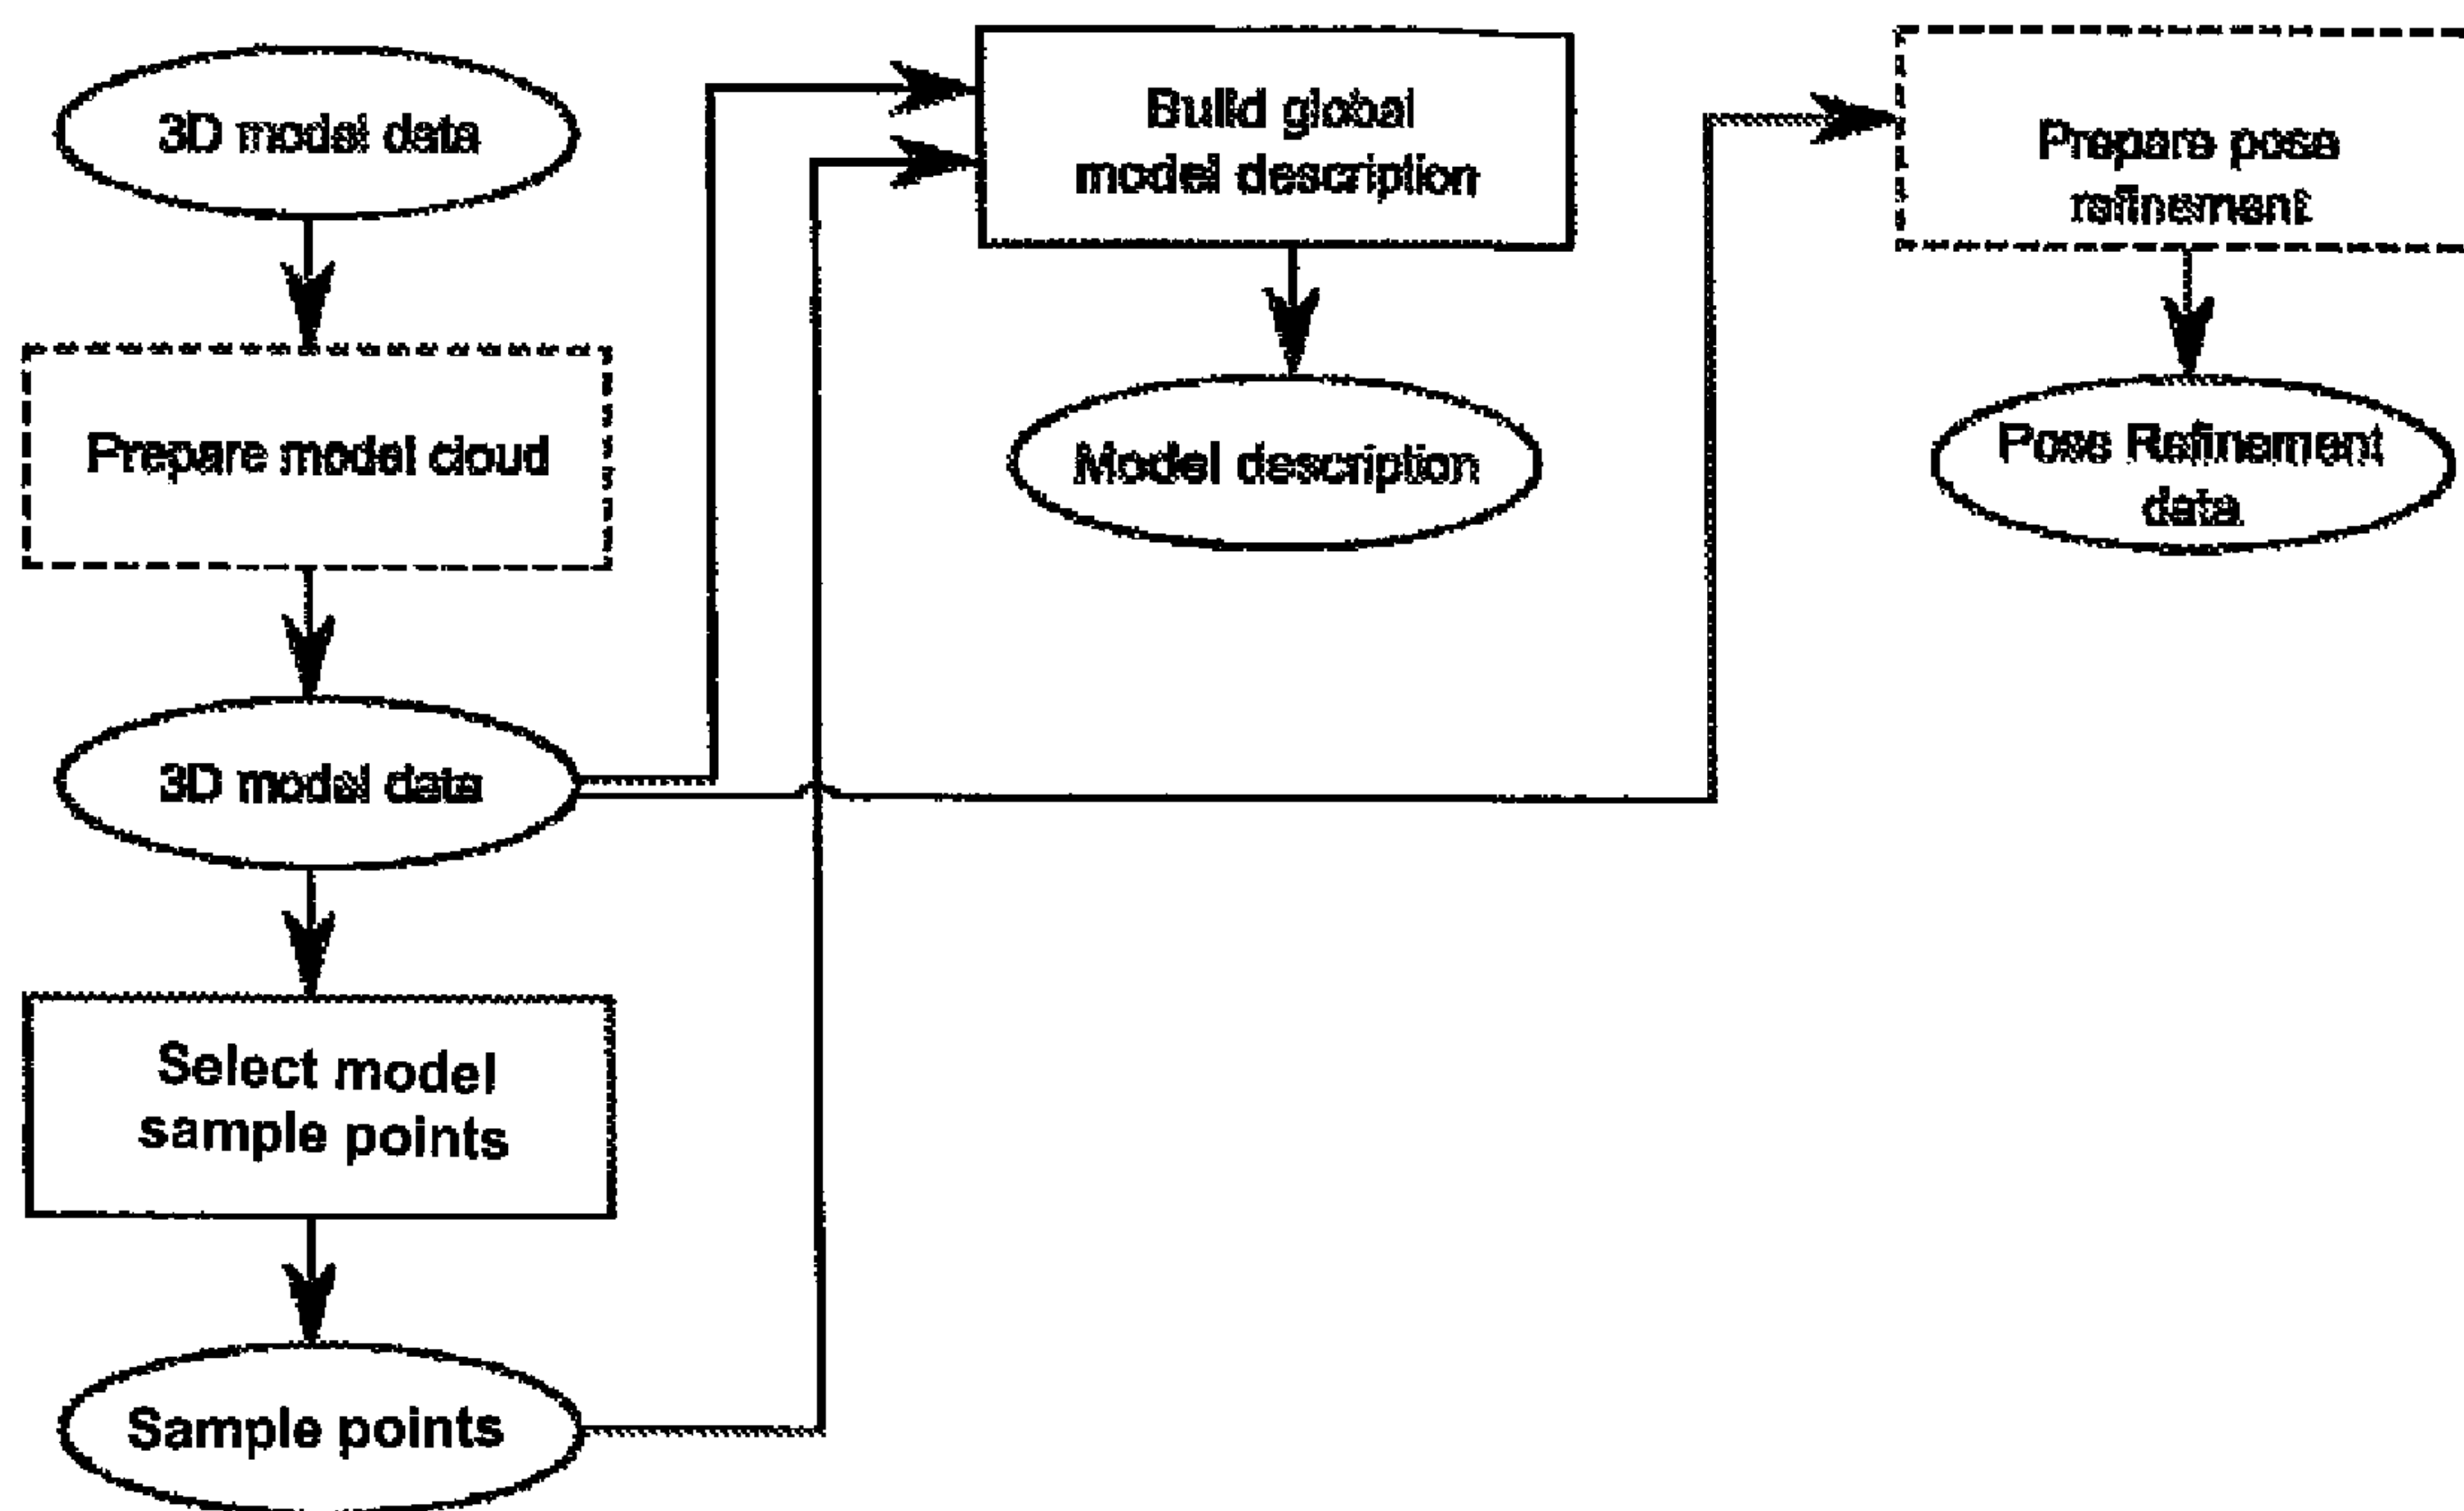 3D model data
Prepare model cloud
3D model data
Select model
sample points
Sample points
Build global
model description
Model description
Prepare pose
refinement
Pose Refinement
data